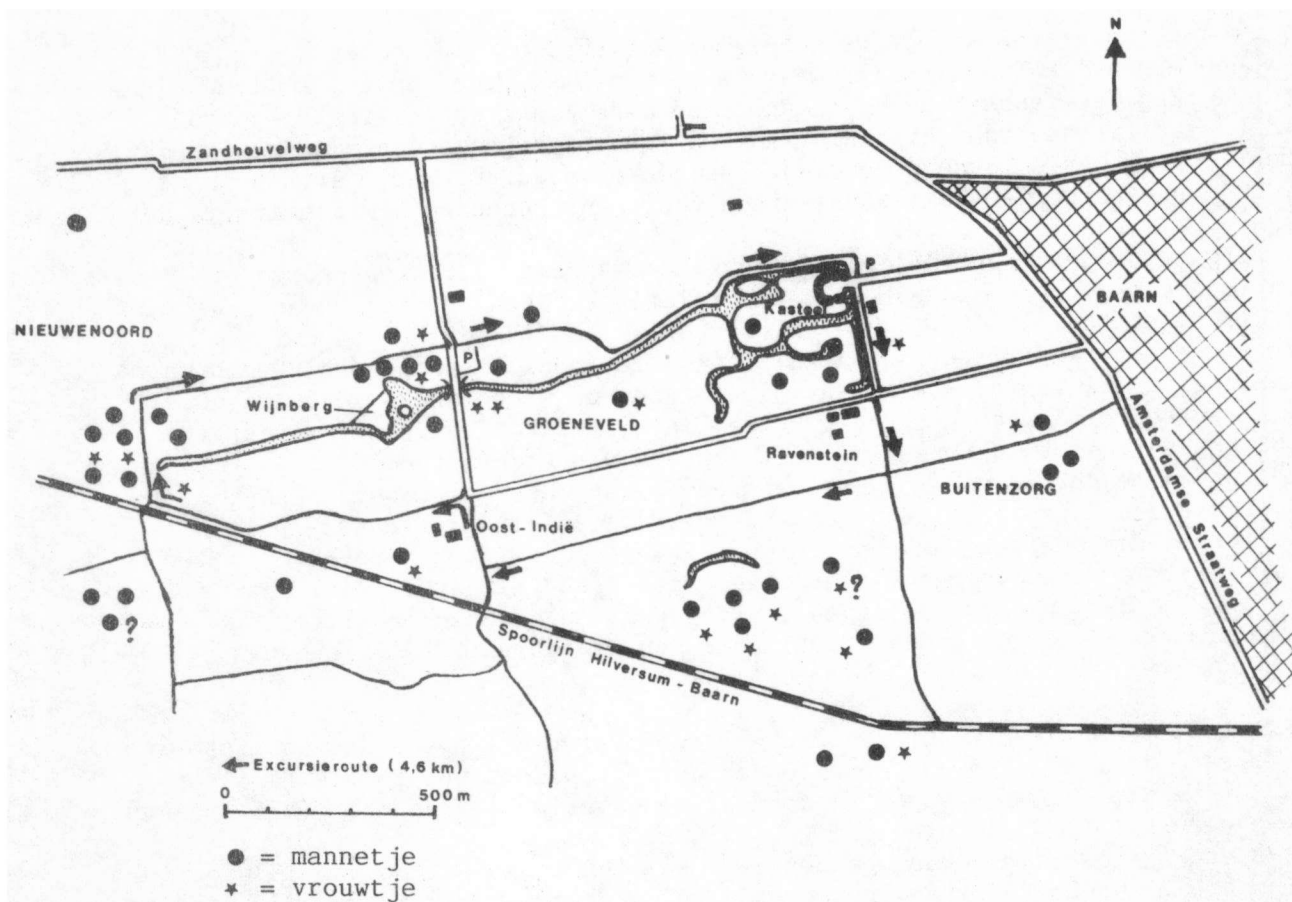 N
Zandheuvelweg
P
BAARN
Kasteel
NIEUWENOORD
P
Wijnberg
GROENEVELD
Amsterdamse Straatweg
Ravenstein
BUITENZORG
Oost-Indië
?
?
Spoorlijn Hilversum - Baarn
Excursieroute (4,6 km)
0 500 m
= mannetje
= vrouwtje